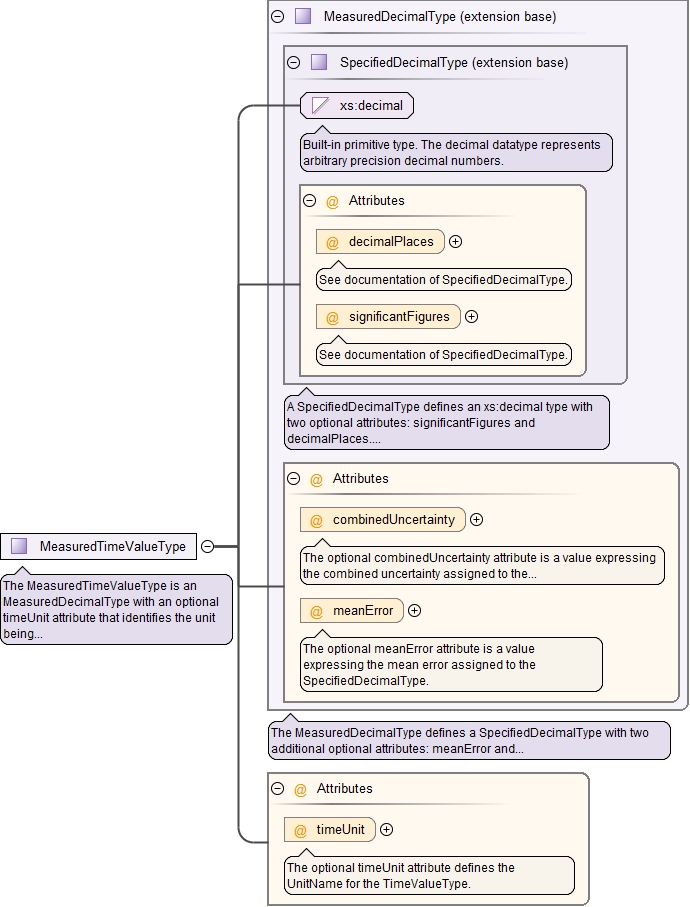 MeasuredDecimalType (extension base)
SpecifiedDecimalType (extension base)
xs:decimal
Built-in primitive type. The decimal datatype represents
arbitrary precision decimal numbers.
@ Attributes
@ decimalPlaces
See documentation of SpecifiedDecimalType.
@ significantFigures
See documentation of SpecifiedDecimalType.
A SpecifiedDecimalType defines an xs:decimal type with
two optional attributes: significantFigures and
decimalPlaces....
@ Attributes
@ combinedUncertainty
The optional combinedUncertainty attribute is a value expressing
the combined uncertainty assigned to the...
@ meanError
The optional meanError attribute is a value
expressing the mean error assigned to the
SpecifiedDecimalType.
MeasuredTimeValueType
The MeasuredTimeValueType is an
MeasuredDecimalType with an optional
timeUnit attribute that identifies the unit
being...
The MeasuredDecimalType defines a SpecifiedDecimalType with two
additional optional attributes: meanError and...
@ Attributes
@ timeUnit
The optional timeUnit attribute defines the
UnitName for the TimeValueType.